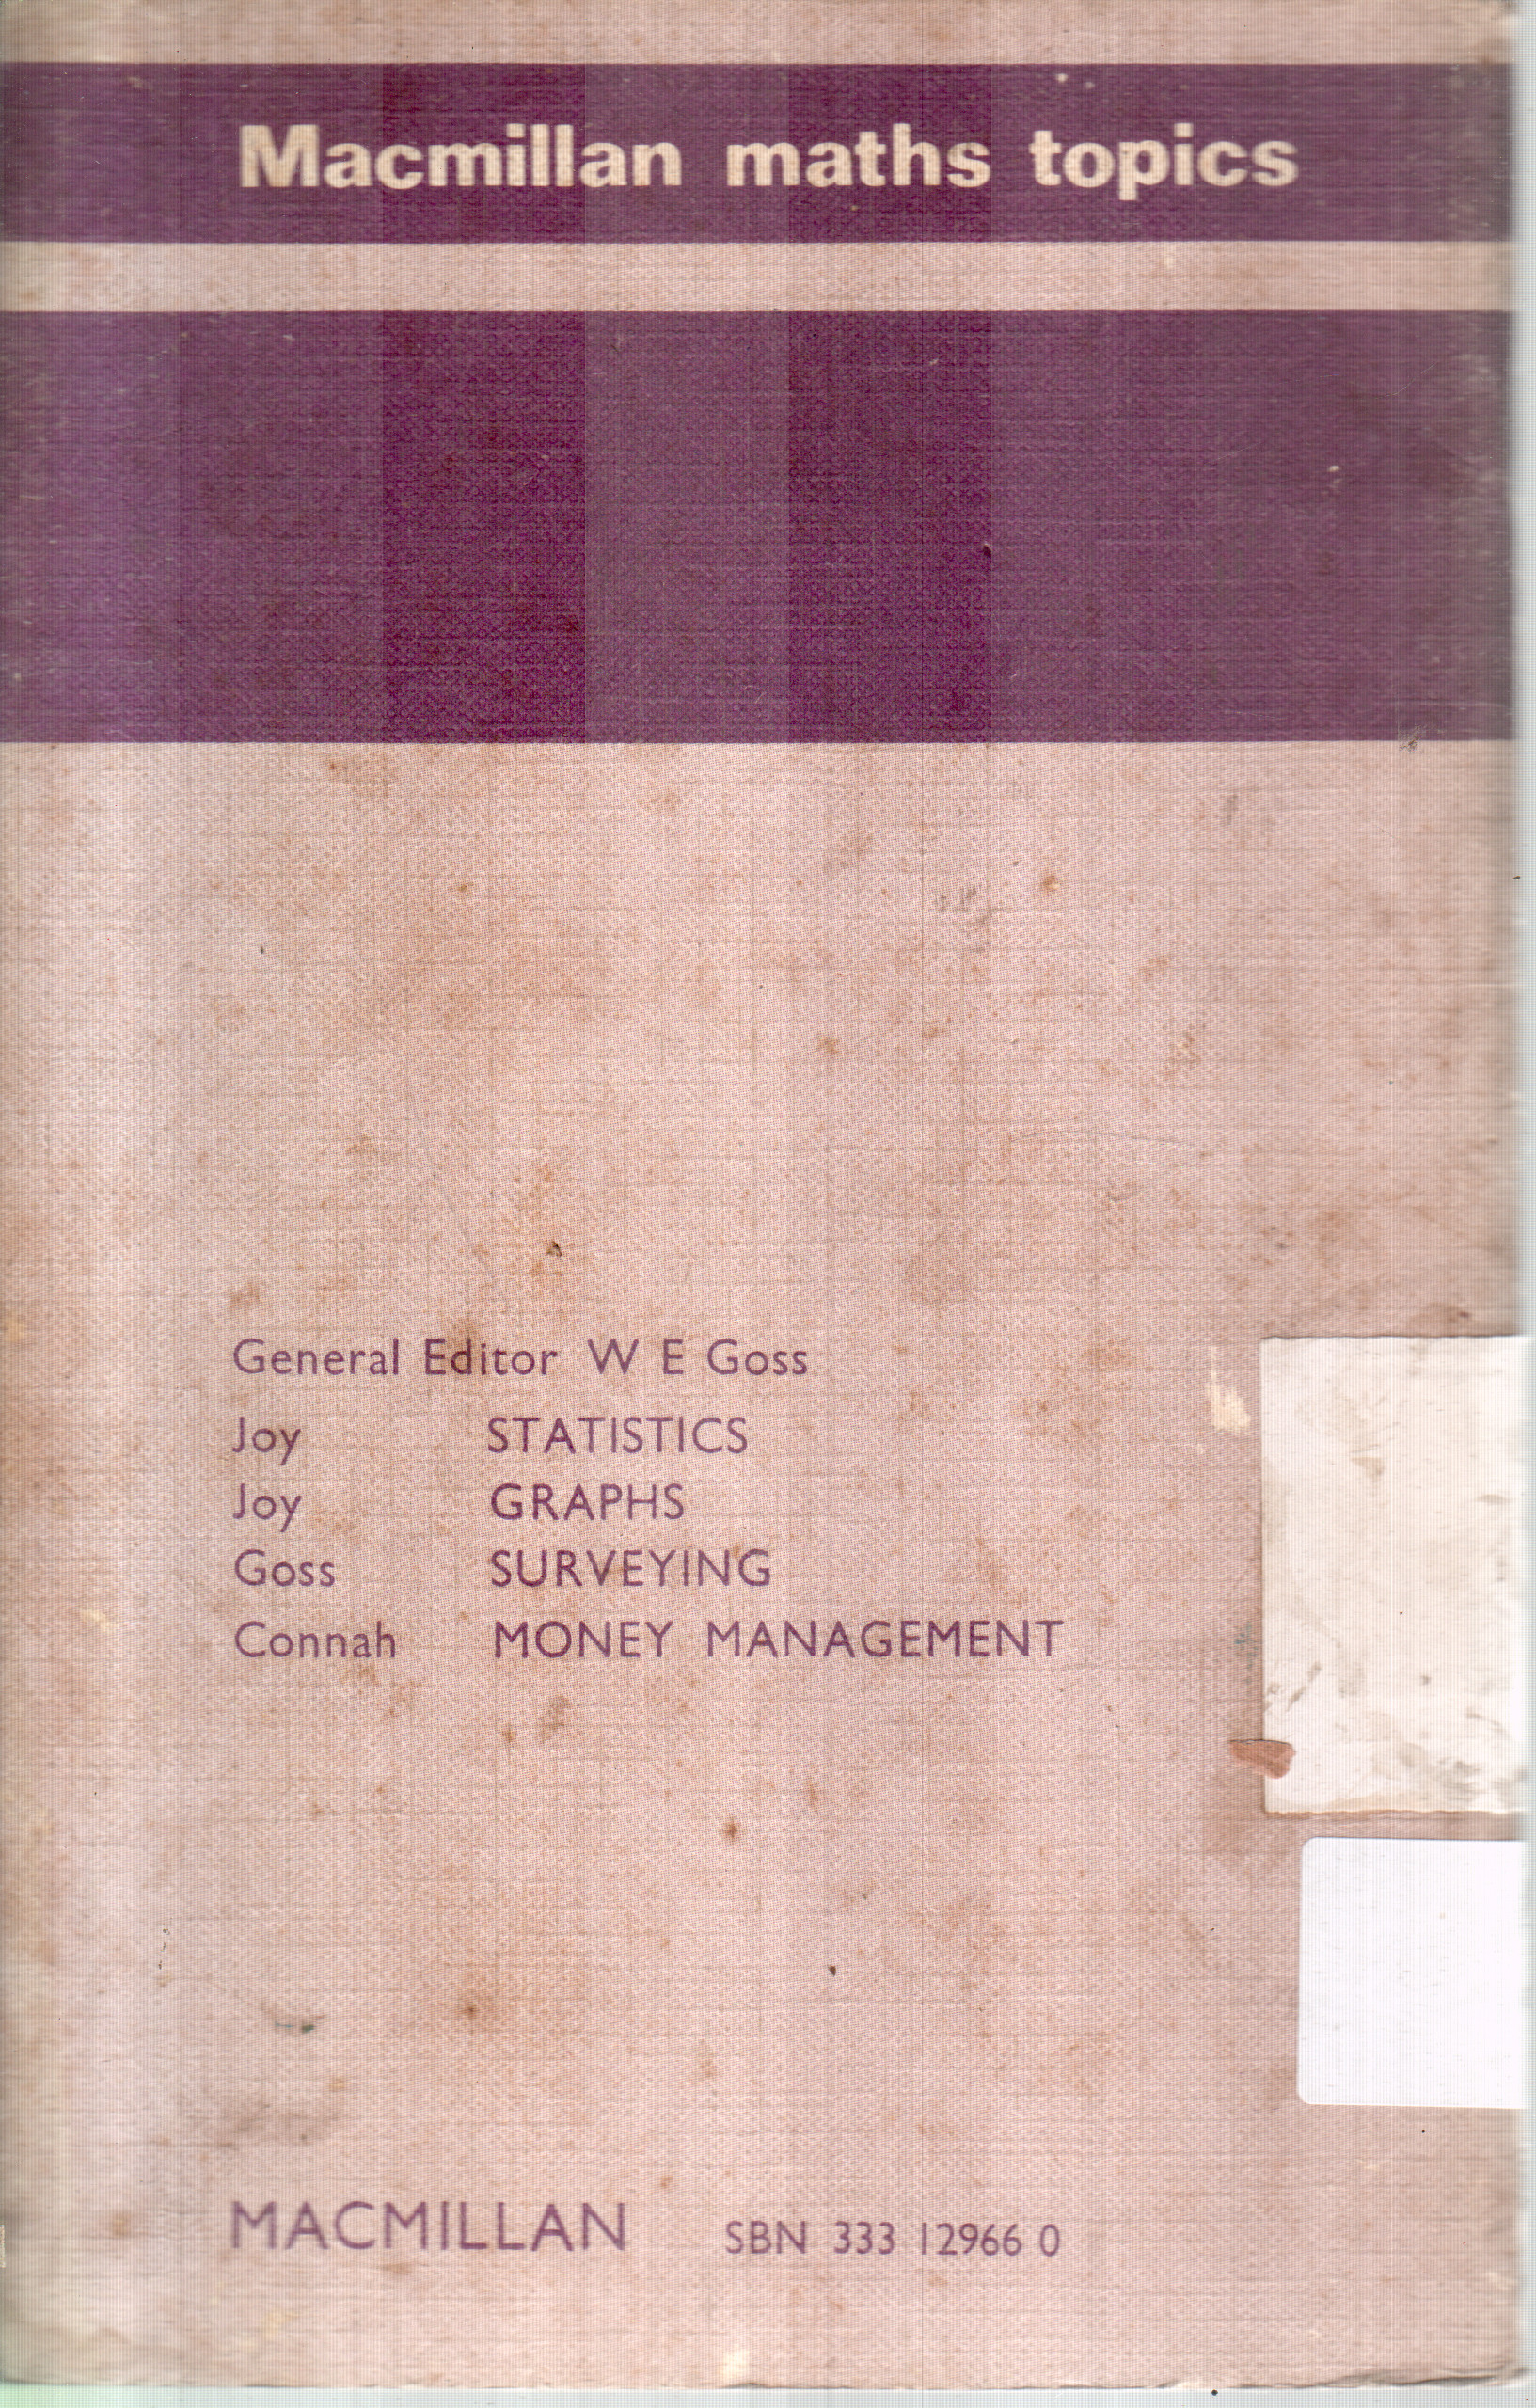 Macmillan maths topics
General Editor W E Goss
Joy STATISTICS
Joy GRAPHS
Goss SURVEYING
Connah MONEY MANAGEMENT
MACMILLAN SBN 333 12966 0